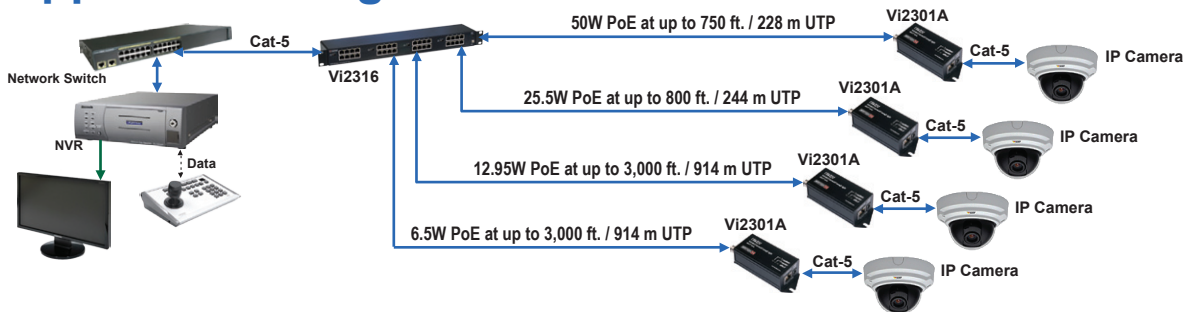 50W PoE at up to 750 ft. / 228 m UTP
Vi2301A
Cat-5
Cat-5
IP Camera
Network Switch
Vi2316
25.5W PoE at up to 800 ft. / 244 m UTP
Vi2301A
Cat-5
IP Camera
NVR
Data
12.95W PoE at up to 3,000 ft. / 914 m UTP
Vi2301A
Cat-5
IP Camera
6.5W PoE at up to 3,000 ft. / 914 m UTP
Vi2301A
Cat-5
IP Camera